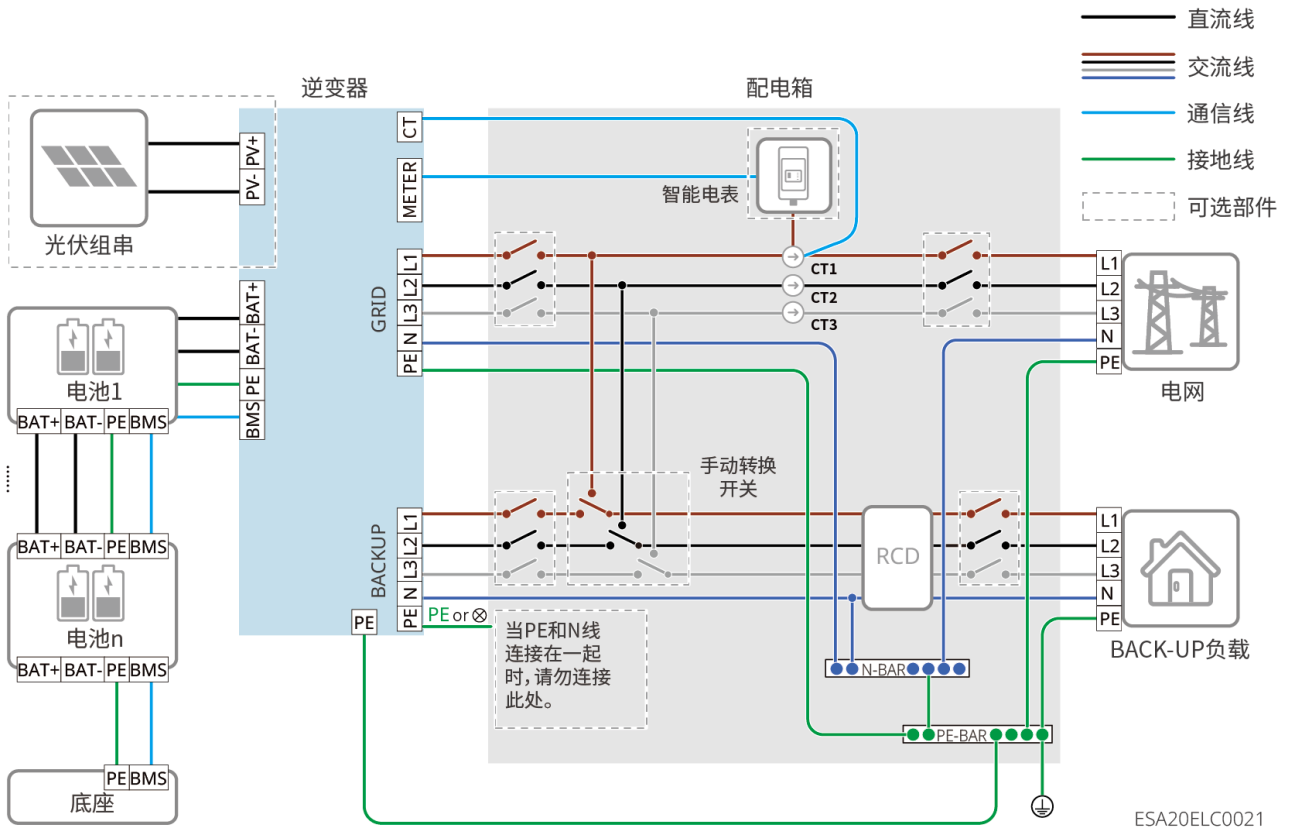 直流线
交流线
通信线
接地线
可选部件
逆变器
配电箱
光伏组串
PV+
PV-
CT
METER
智能电表
CT1
CT2
CT3
GRID
L1
L2
L3
N
PE
L1
L2
L3
N
PE
电网
BAT+
BAT-
PE
BMS
电池1
BAT+ BAT- PE BMS
......
BAT+ BAT- PE BMS
电池n
BAT+ BAT- PE BMS
PE BMS
底座
手动转换
开关
BACKUP
L1
L2
L3
N
PE
PE
PE or
RCD
L1
L2
L3
N
PE
BACK-UP负载
当PE和N线
连接在一起
时,请勿连接
此处。
N-BAR
PE-BAR
ESA20ELC0021